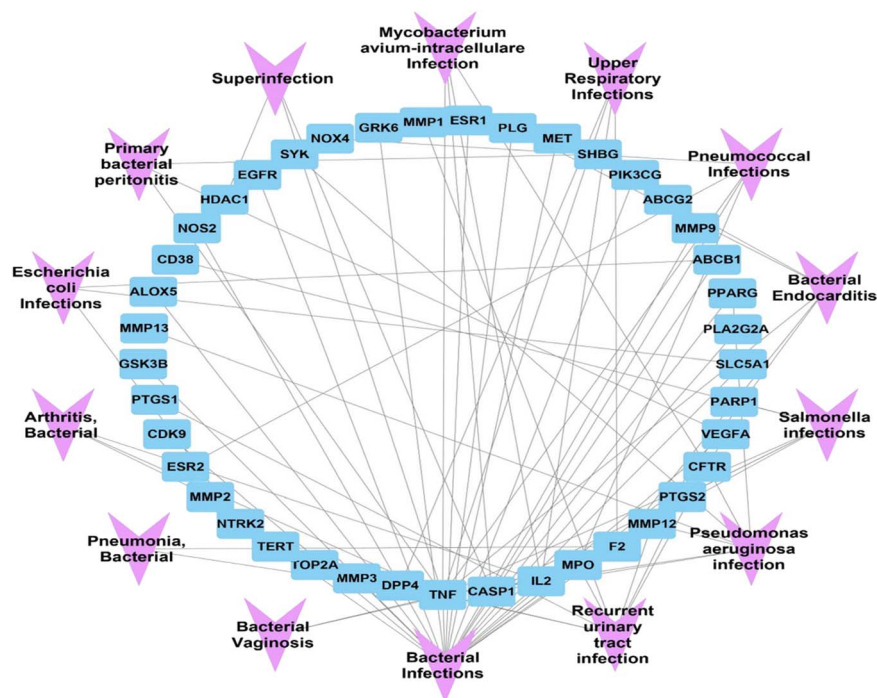 Mycobacterium
avium-intracellulare
Infection
Superinfection
Upper
Respiratory
Infections
Primary
bacterial
peritonitis
Pneumococcal
Infections
Escherichia
coli
Infections
Bacterial
Endocarditis
Arthritis,
Bacterial
Salmonella
infections
Pneumonia,
Bacterial
Pseudomonas
aeruginosa
infection
Bacterial
Vaginosis
Bacterial
Infections
Recurrent
urinary
tract
infection
GRK6
MMP1
ESR1
PLG
MET
SHBG
PIK3CG
ABCG2
MMP9
ABCB1
PPARG
PLA2G2A
SLC5A1
PARP1
VEGFA
CFTR
PTGS2
MMP12
F2
MPO
IL2
CASP1
TNF
DPP4
MMP3
TOP2A
TERT
NTRK2
MMP2
ESR2
CDK9
PTGS1
GSK3B
MMP13
ALOX5
CD38
NOS2
HDAC1
EGFR
SYK
NOX4